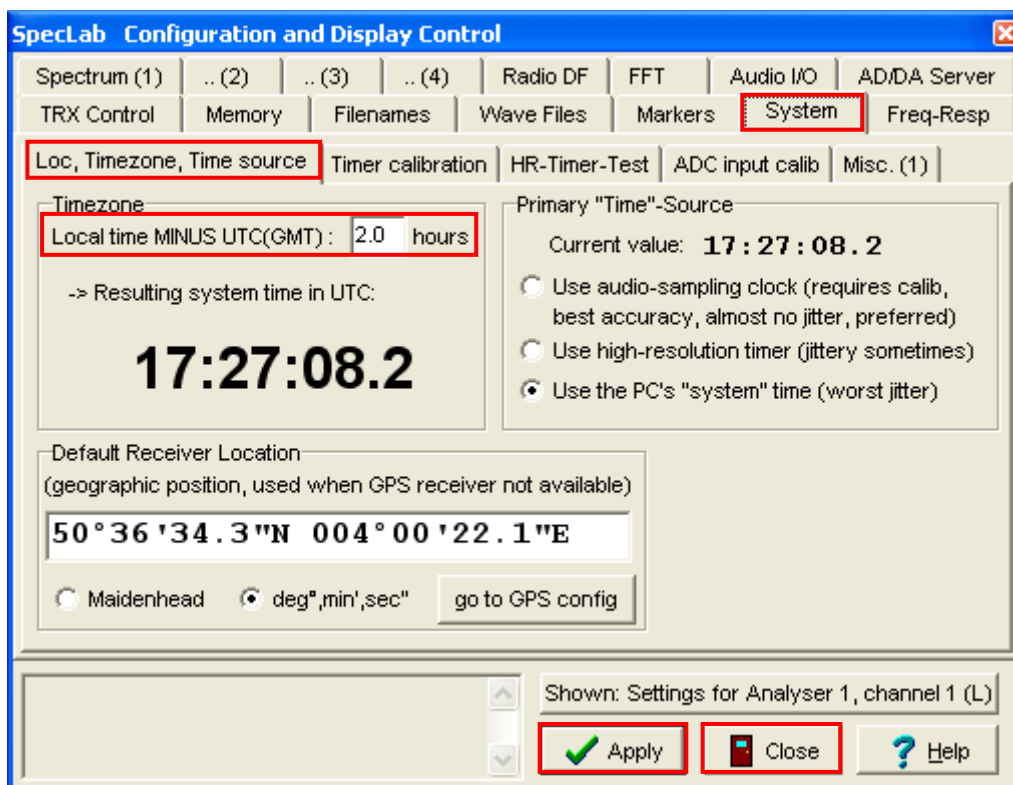 SpecLab Configuration and Display Control
Spectrum (1) .. (2) .. (3) .. (4) Radio DF FFT Audio I/O AD/DA Server
TRX Control Memory Filenames Wave Files Markers System Freq-Resp
Loc, Timezone, Time source Timer calibration HR-Timer-Test ADC input calib Misc. (1)
Timezone
Local time MINUS UTC(GMT) : 2.0 hours
-> Resulting system time in UTC:
17:27:08.2
Primary "Time"-Source
Current value: 17:27:08.2
Use audio-sampling clock (requires calib,
best accuracy, almost no jitter, preferred)
Use high-resolution timer (jittery sometimes)
Use the PC's "system" time (worst jitter)
Default Receiver Location
(geographic position, used when GPS receiver not available)
50°36'34.3"N 004°00'22.1"E
Maidenhead deg°,min',sec" go to GPS config
Shown: Settings for Analyser 1, channel 1 (L)
Apply Close ? Help